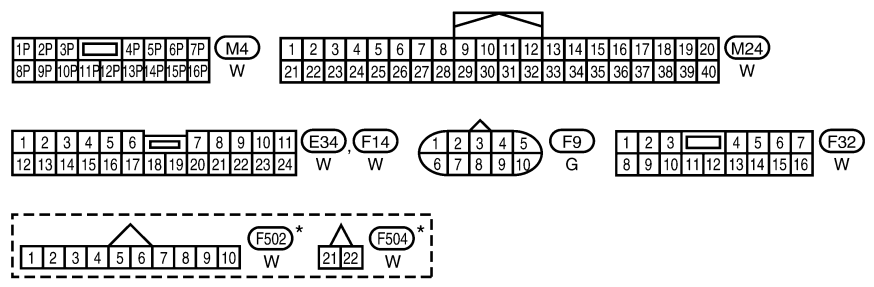 1P 2P 3P 4P 5P 6P 7P M4
8P 9P 10P 11P 12P 13P 14P 15P 16P W
1 2 3 4 5 6 7 8 9 10 11 12 13 14 15 16 17 18 19 20 M24
21 22 23 24 25 26 27 28 29 30 31 32 33 34 35 36 37 38 39 40 W
1 2 3 4 5 6 7 8 9 10 11 E34 , F14
12 13 14 15 16 17 18 19 20 21 22 23 24 W W
1 2 3 4 5 F9
6 7 8 9 10 G
1 2 3 4 5 6 7 F32
8 9 10 11 12 13 14 15 16 W
1 2 3 4 5 6 7 8 9 10 F502 *
W
21 22 F504 *
W